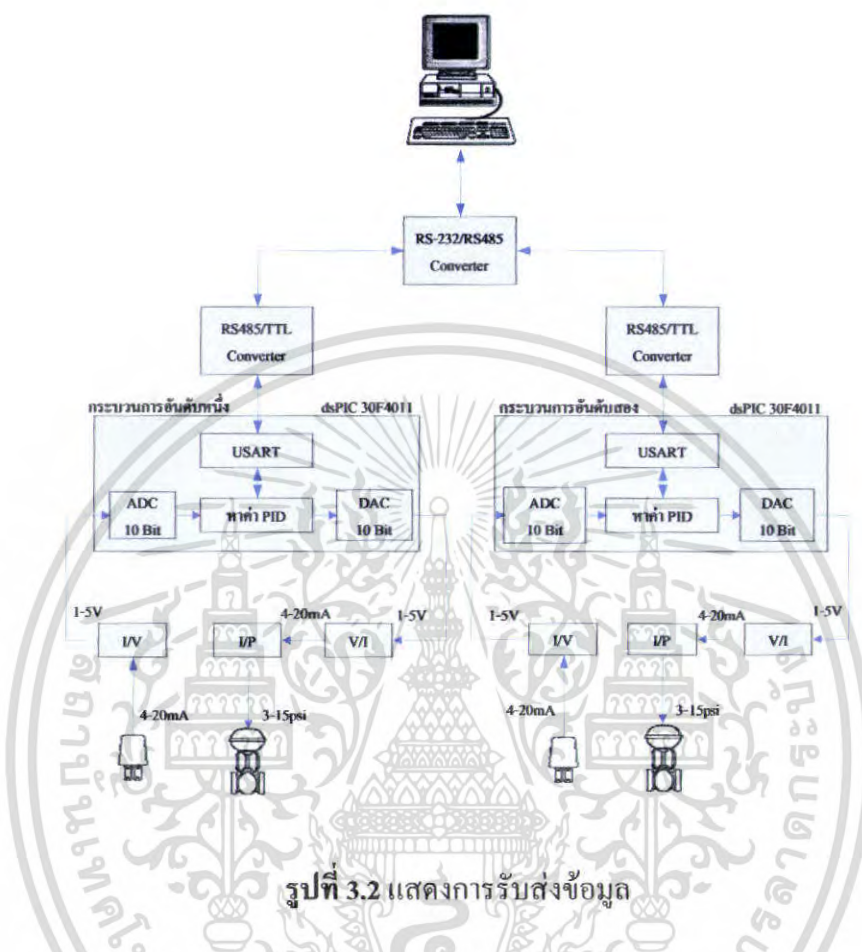 RS-232/RS485
Converter
RS485/TTL
Converter
RS485/TTL
Converter
กระบวนการอันดับหนึ่ง
dsPIC 30F4011
กระบวนการอันดับสอง
dsPIC 30F4011
USART
USART
ADC
10 Bit
หาค่า PID
DAC
10 Bit
ADC
10 Bit
หาค่า PID
DAC
10 Bit
1-5V
4-20mA
1-5V
1-5V
4-20mA
1-5V
I/V
I/P
V/I
I/V
I/P
V/I
4-20mA
3-15psi
4-20mA
3-15psi
รูปที่ 3.2 แสดงการรับส่งข้อมูล